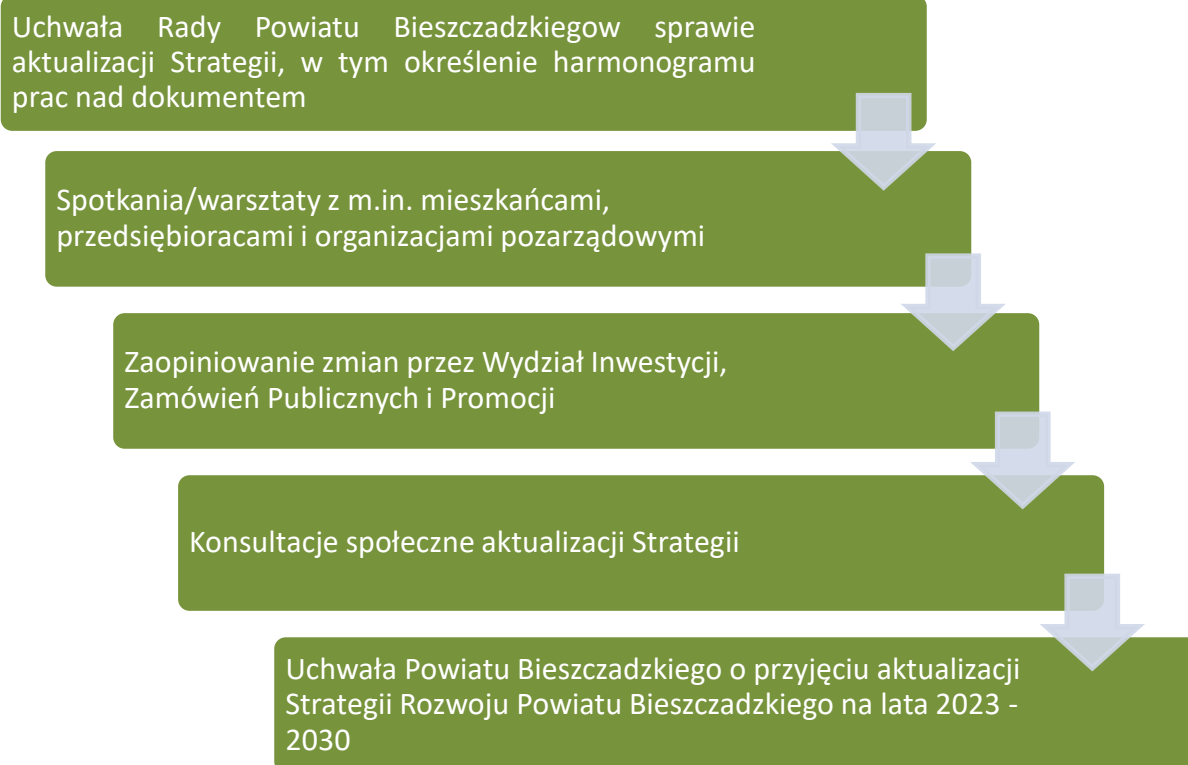 Uchwała Rady Powiatu Bieszczadzkiegow sprawie
aktualizacji Strategii, w tym określenie harmonogramu
prac nad dokumentem
Spotkania/warsztaty z m.in. mieszkańcami,
przedsiębioracami i organizacjami pozarządowymi
Zaopiniowanie zmian przez Wydział Inwestycji,
Zamówień Publicznych i Promocji
Konsultacje społeczne aktualizacji Strategii
Uchwała Powiatu Bieszczadzkiego o przyjęciu aktualizacji
Strategii Rozwoju Powiatu Bieszczadzkiego na lata 2023 -
2030